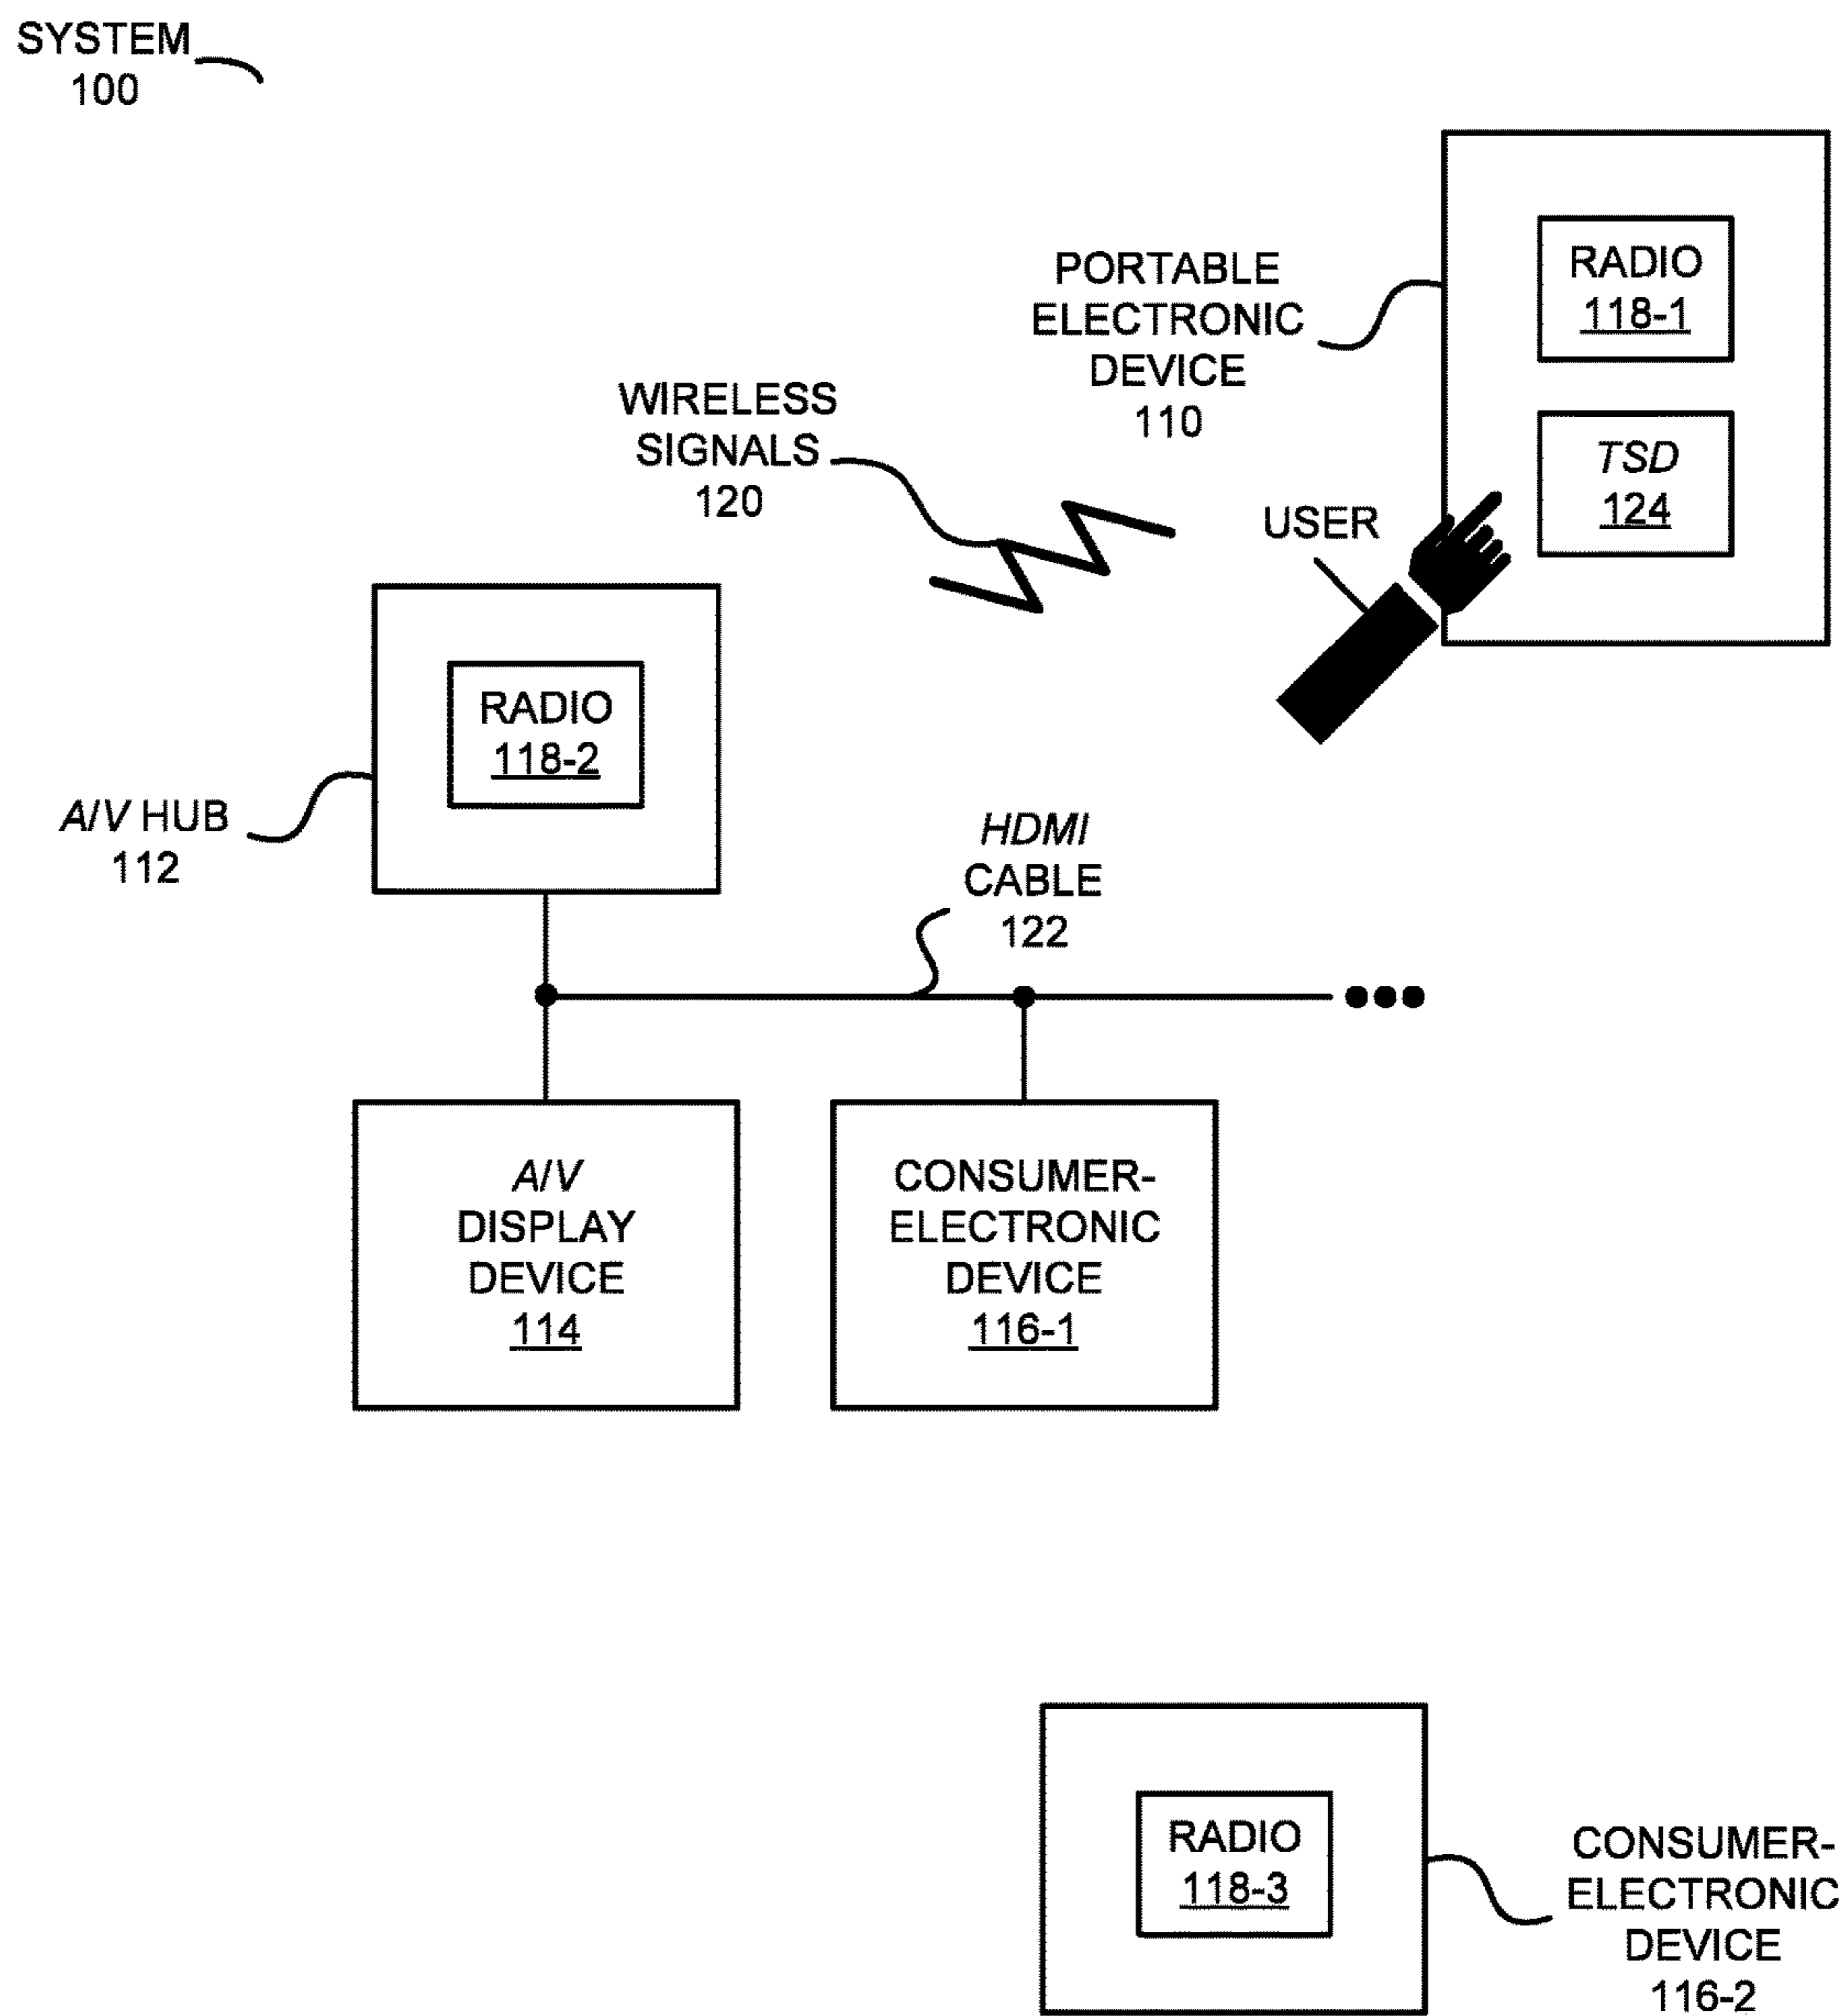 SYSTEM
100
PORTABLE
ELECTRONIC
DEVICE
110
RADIO
118-1
TSD
124
WIRELESS
SIGNALS
120
USER
RADIO
118-2
A/V HUB
112
HDMI
CABLE
122
A/V
DISPLAY
DEVICE
114
CONSUMER-
ELECTRONIC
DEVICE
116-1
RADIO
118-3
CONSUMER-
ELECTRONIC
DEVICE
116-2